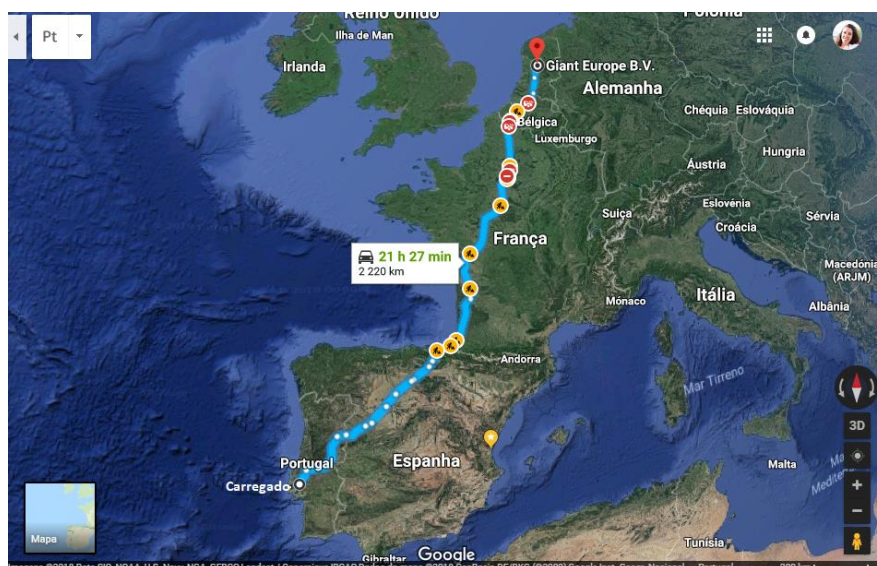 Reino Unido
Polónia
Pt
Ilha de Man
Irlanda
Giant Europe B.V.
Alemanha
Bélgica
Chéquia
Eslováquia
Luxemburgo
Hungria
Áustria
Suíça
Eslovénia
Croácia
Sérvia
França
21 h 27 min
2 220 km
Macedónia
(ARJM)
Mónaco
Itália
Albânia
Andorra
Mar Tirreno
3D
Portugal
Espanha
Malta
Carregado
Mapa
Tunísia
Gibraltar
Google